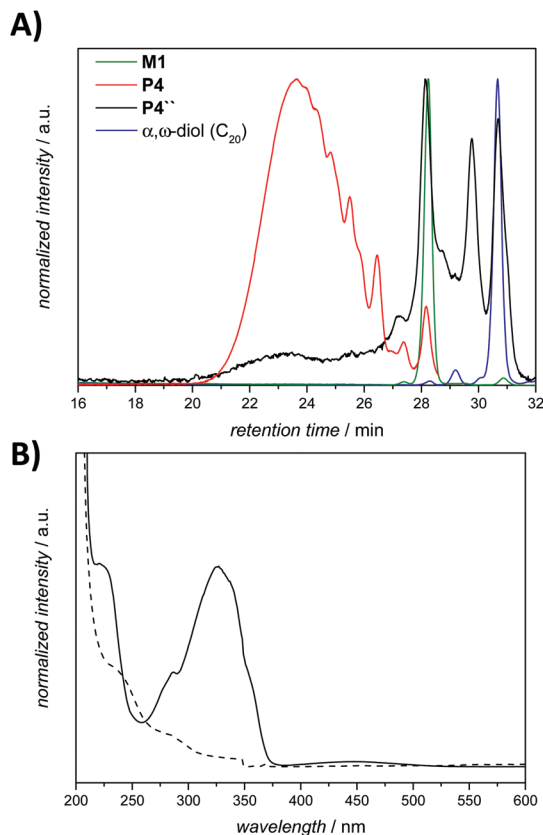 A)
M1
P4
P4``
α,ω-diol (C₂₀)
normalized intensity / a.u.
16 18 20 22 24 26 28 30 32
retention time / min
B)
normalized intensity / a.u.
200 250 300 350 400 450 500 550 600
wavelength / nm